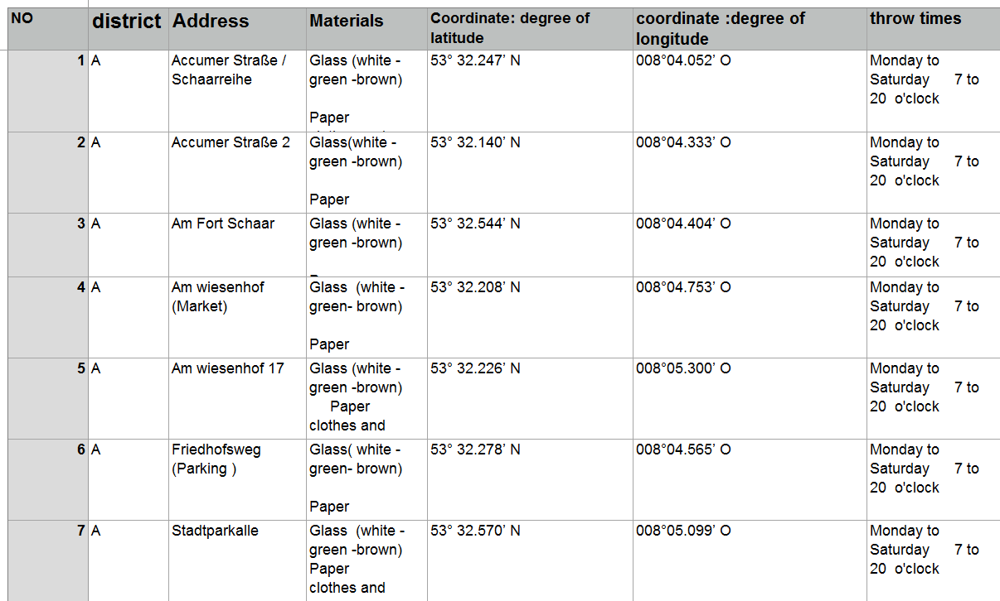 NO district Address Materials Coordinate: degree of latitude coordinate :degree of longitude throw times
1 A Accumer Straße / Schaarreihe Glass (white - green -brown) Paper 53° 32.247’ N 008°04.052’ O Monday to Saturday 7 to 20 o'clock
2 A Accumer Straße 2 Glass(white - green -brown) Paper 53° 32.140’ N 008°04.333’ O Monday to Saturday 7 to 20 o'clock
3 A Am Fort Schaar Glass (white - green -brown) 53° 32.544’ N 008°04.404’ O Monday to Saturday 7 to 20 o'clock
4 A Am wiesenhof (Market) Glass (white - green- brown) Paper 53° 32.208’ N 008°04.753’ O Monday to Saturday 7 to 20 o'clock
5 A Am wiesenhof 17 Glass (white - green -brown) Paper clothes and 53° 32.226’ N 008°05.300’ O Monday to Saturday 7 to 20 o'clock
6 A Friedhofsweg (Parking ) Glass( white - green- brown) Paper 53° 32.278’ N 008°04.565’ O Monday to Saturday 7 to 20 o'clock
7 A Stadtparkalle Glass (white - green -brown) Paper clothes and 53° 32.570’ N 008°05.099’ O Monday to Saturday 7 to 20 o'clock